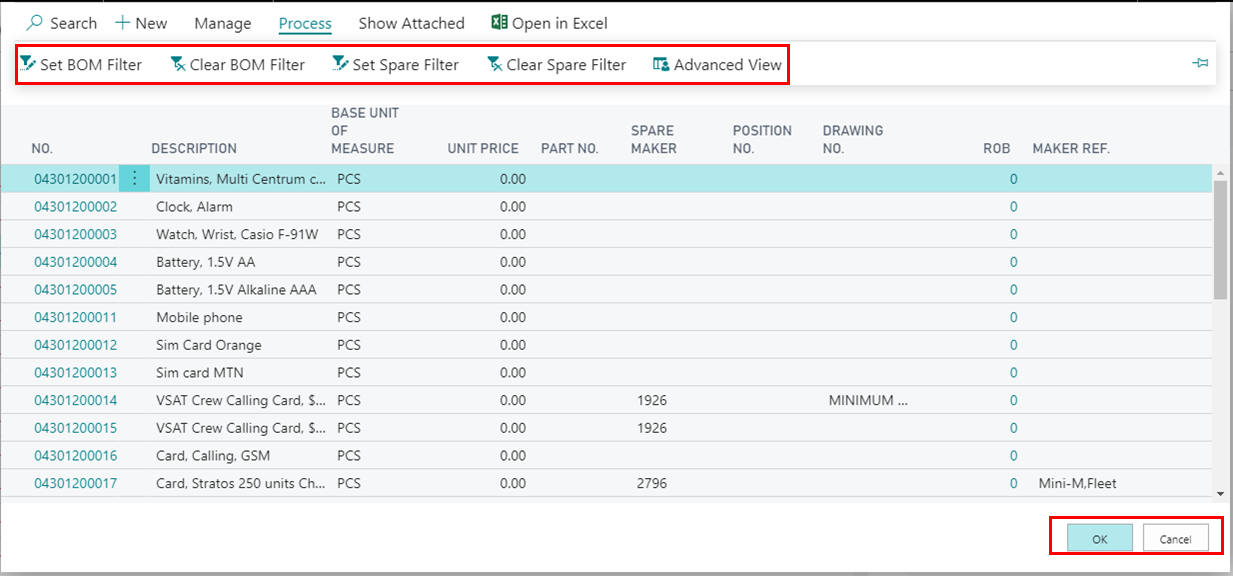 Search New Manage Process Show Attached Open in Excel
Set BOM Filter Clear BOM Filter Set Spare Filter Clear Spare Filter Advanced View
NO. DESCRIPTION BASE UNIT OF MEASURE UNIT PRICE PART NO. SPARE MAKER POSITION NO. DRAWING NO. ROB MAKER REF.
04301200001 Vitamins, Multi Centrum c... PCS 0.00 0
04301200002 Clock, Alarm PCS 0.00 0
04301200003 Watch, Wrist, Casio F-91W PCS 0.00 0
04301200004 Battery, 1.5V AA PCS 0.00 0
04301200005 Battery, 1.5V Alkaline AAA PCS 0.00 0
04301200011 Mobile phone PCS 0.00 0
04301200012 Sim Card Orange PCS 0.00 0
04301200013 Sim card MTN PCS 0.00 0
04301200014 VSAT Crew Calling Card, $... PCS 0.00 1926 MINIMUM ... 0
04301200015 VSAT Crew Calling Card, $... PCS 0.00 1926 0
04301200016 Card, Calling, GSM PCS 0.00 0
04301200017 Card, Stratos 250 units Ch... PCS 0.00 2796 0 Mini-M,Fleet
OK Cancel